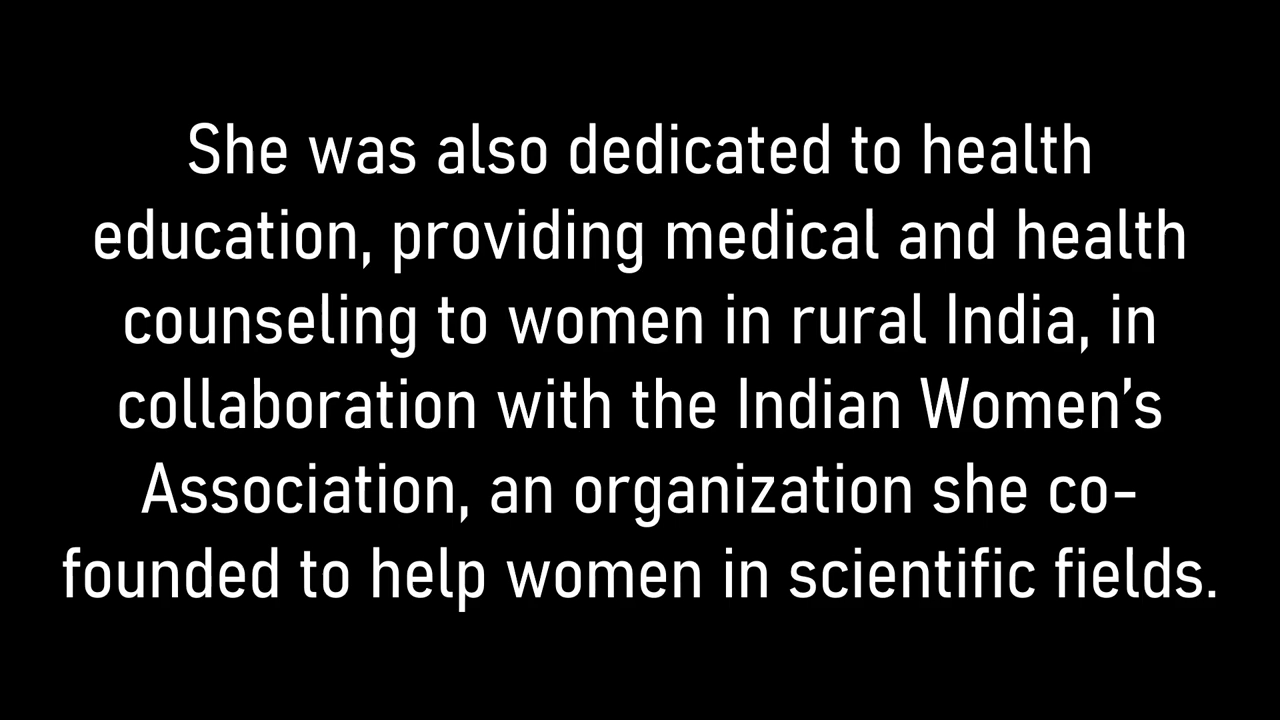 She was also dedicated to health
education, providing medical and health
counseling to women in rural India, in
collaboration with the Indian Women’s
Association, an organization she co-
founded to help women in scientific fields.